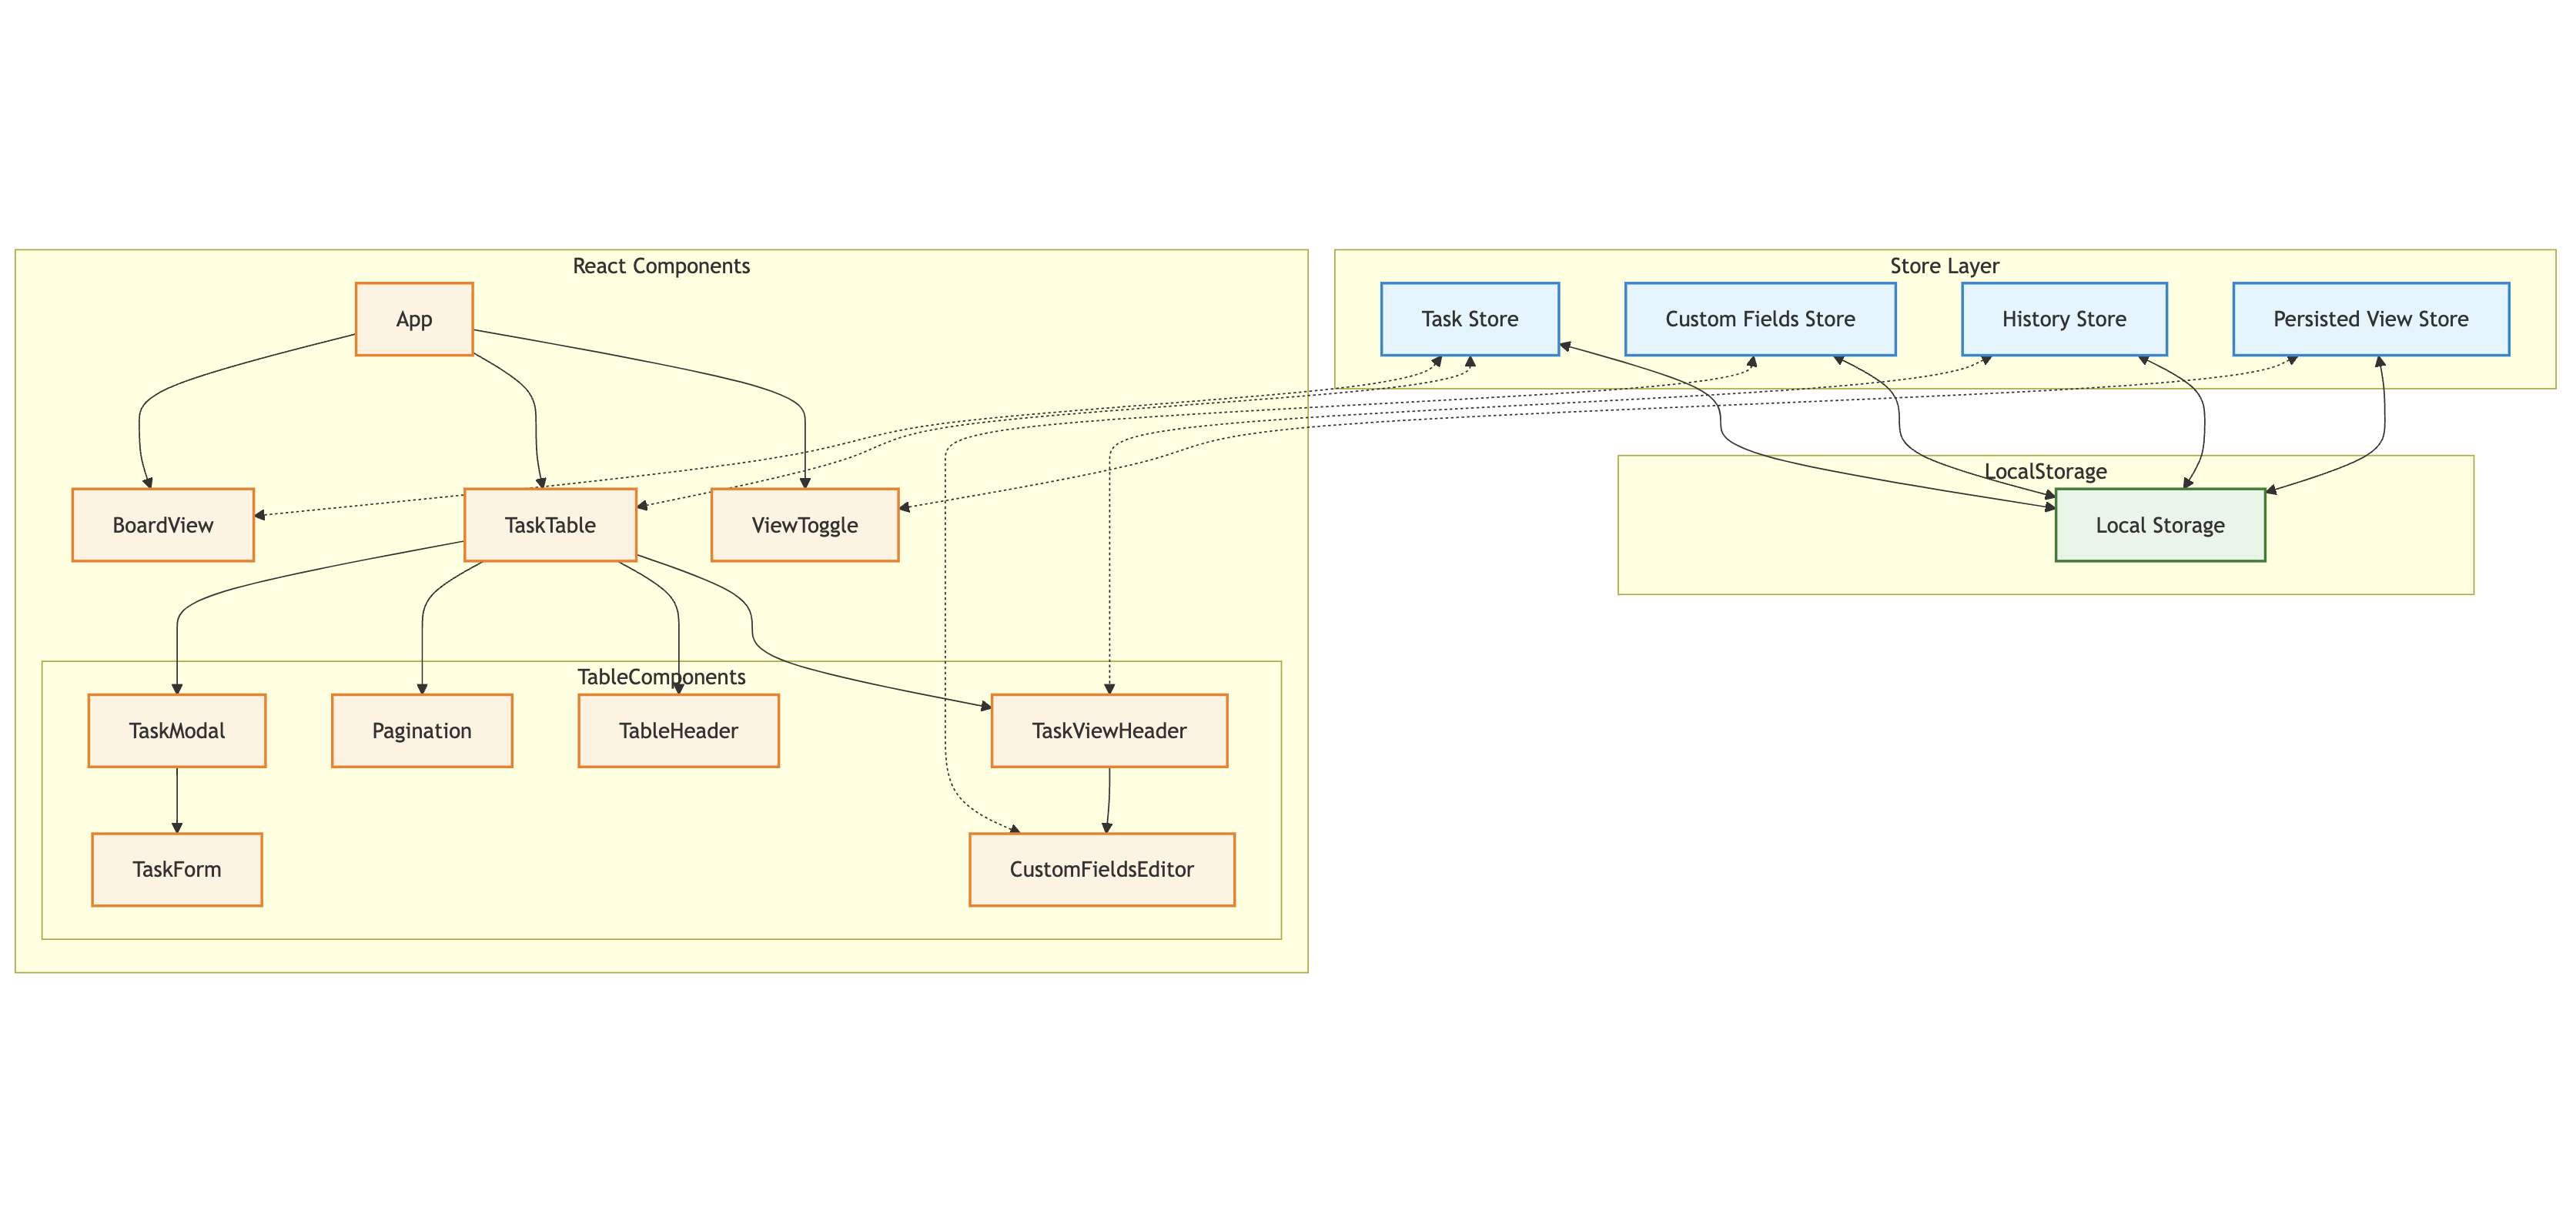 React Components
App
BoardView
TaskTable
ViewToggle
TableComponents
TaskModal
Pagination
TableHeader
TaskViewHeader
TaskForm
CustomFieldsEditor
Store Layer
Task Store
Custom Fields Store
History Store
Persisted View Store
LocalStorage
Local Storage